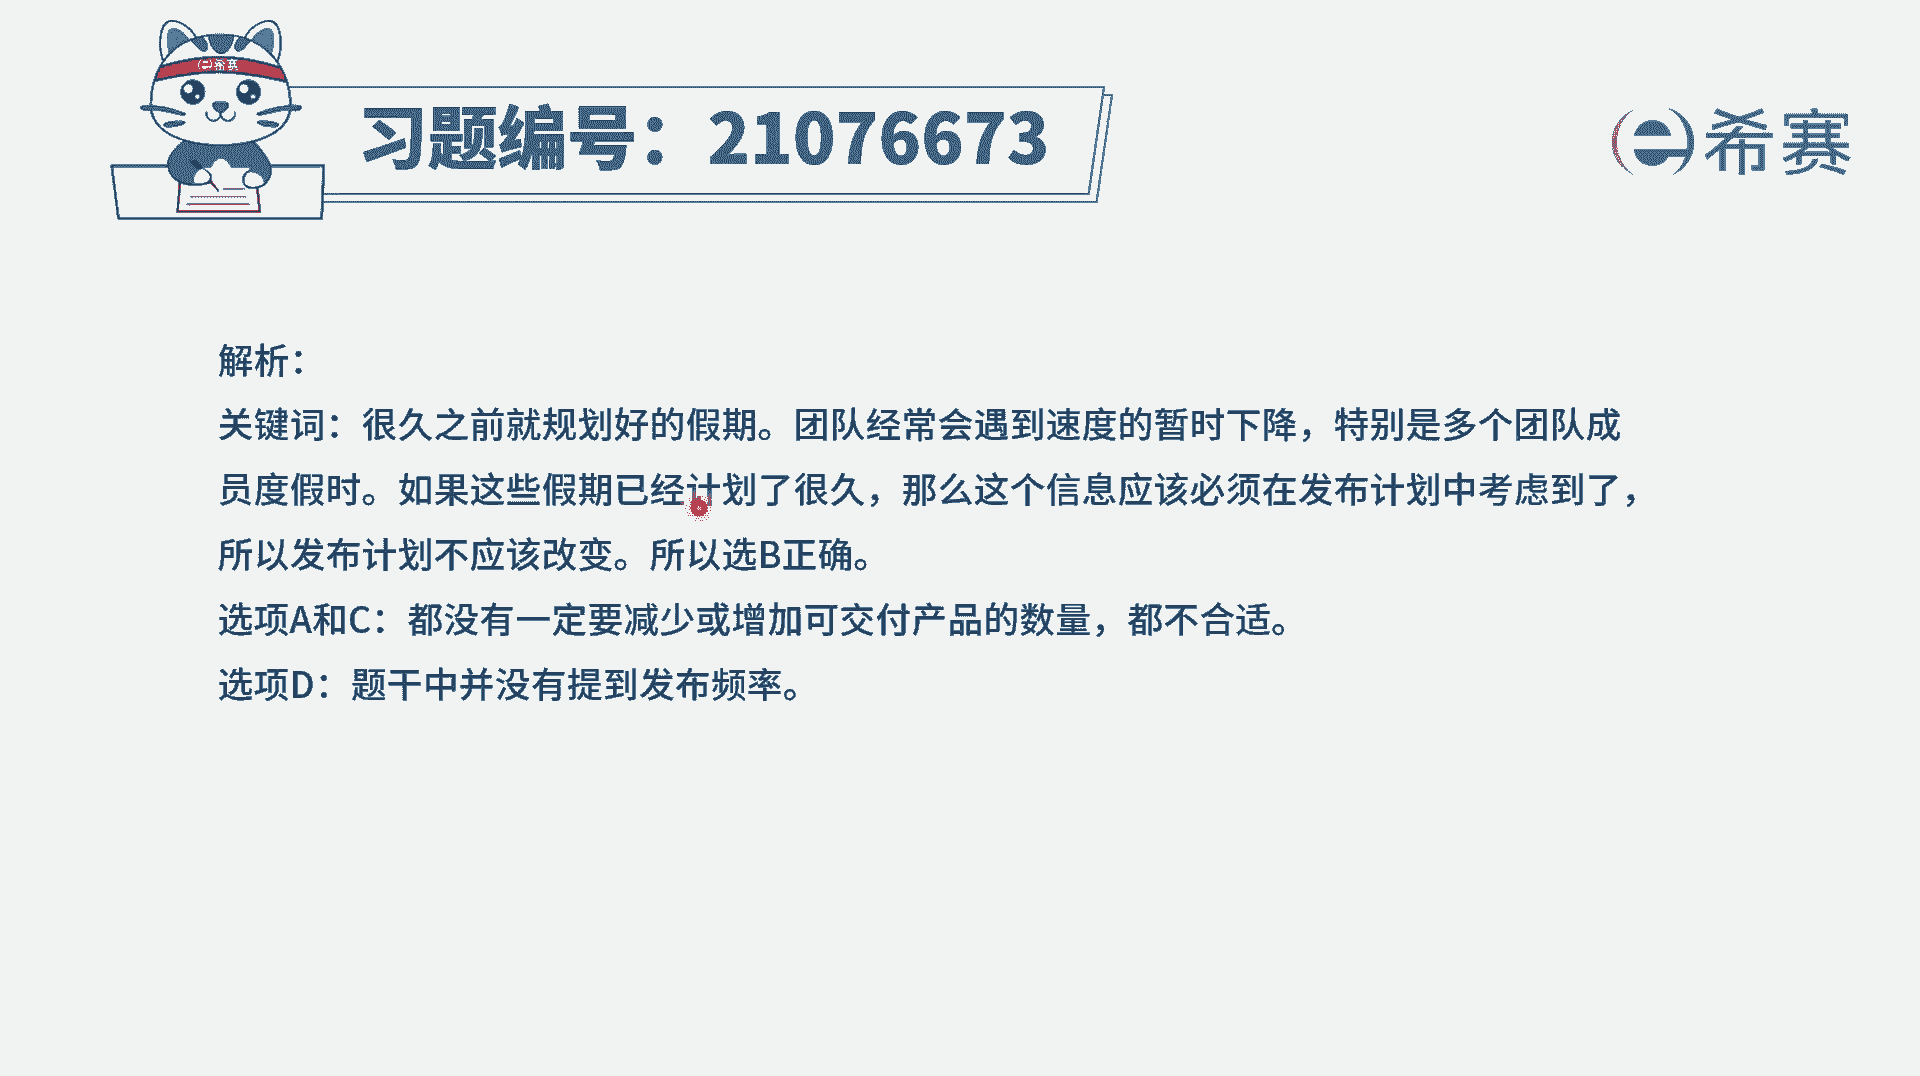 希赛
习题编号：21076673
希赛
解析：
关键词：很久之前就规划好的假期。团队经常会遇到速度的暂时下降，特别是多个团队成
员度假时。如果这些假期已经计划了很久，那么这个信息应该必须在发布计划中考虑到了，
所以发布计划不应该改变。所以选B正确。
选项A和C：都没有一定要减少或增加可交付产品的数量，都不合适。
选项D：题干中并没有提到发布频率。